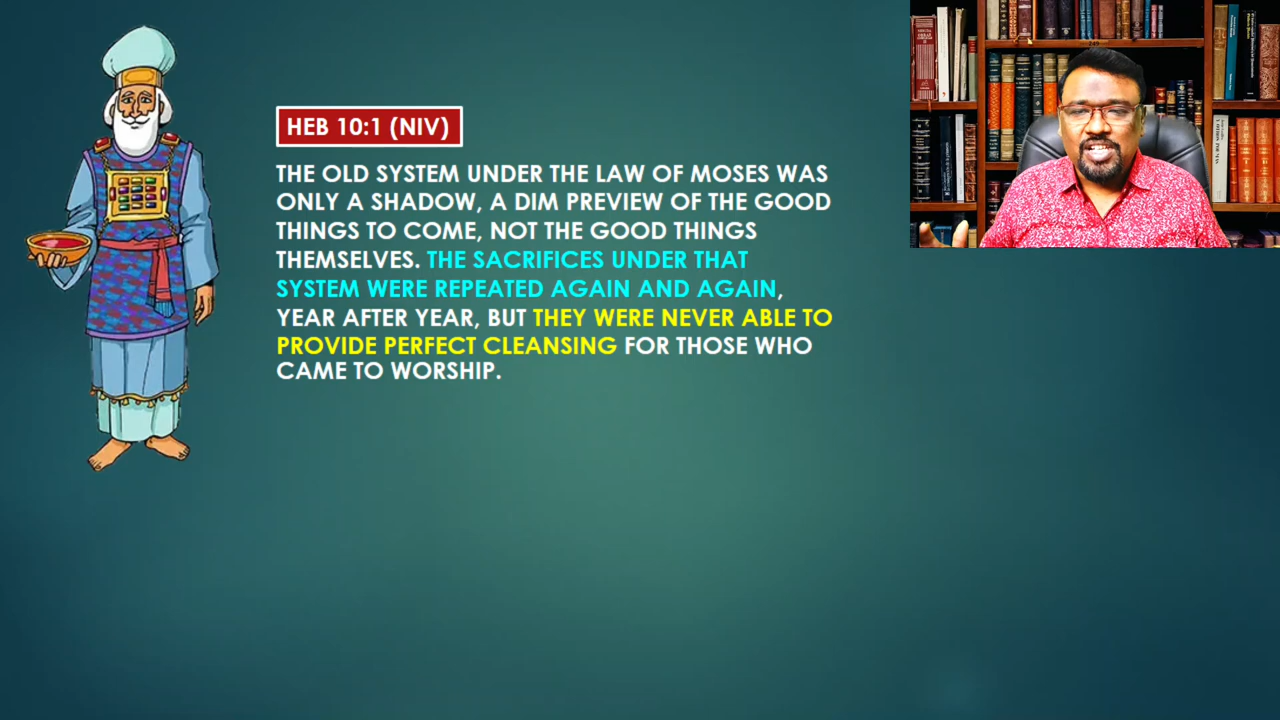 HEB 10:1 (NIV)
THE OLD SYSTEM UNDER THE LAW OF MOSES WAS
ONLY A SHADOW, A DIM PREVIEW OF THE GOOD
THINGS TO COME, NOT THE GOOD THINGS
THEMSELVES. THE SACRIFICES UNDER THAT
SYSTEM WERE REPEATED AGAIN AND AGAIN,
YEAR AFTER YEAR, BUT THEY WERE NEVER ABLE TO
PROVIDE PERFECT CLEANSING FOR THOSE WHO
CAME TO WORSHIP.